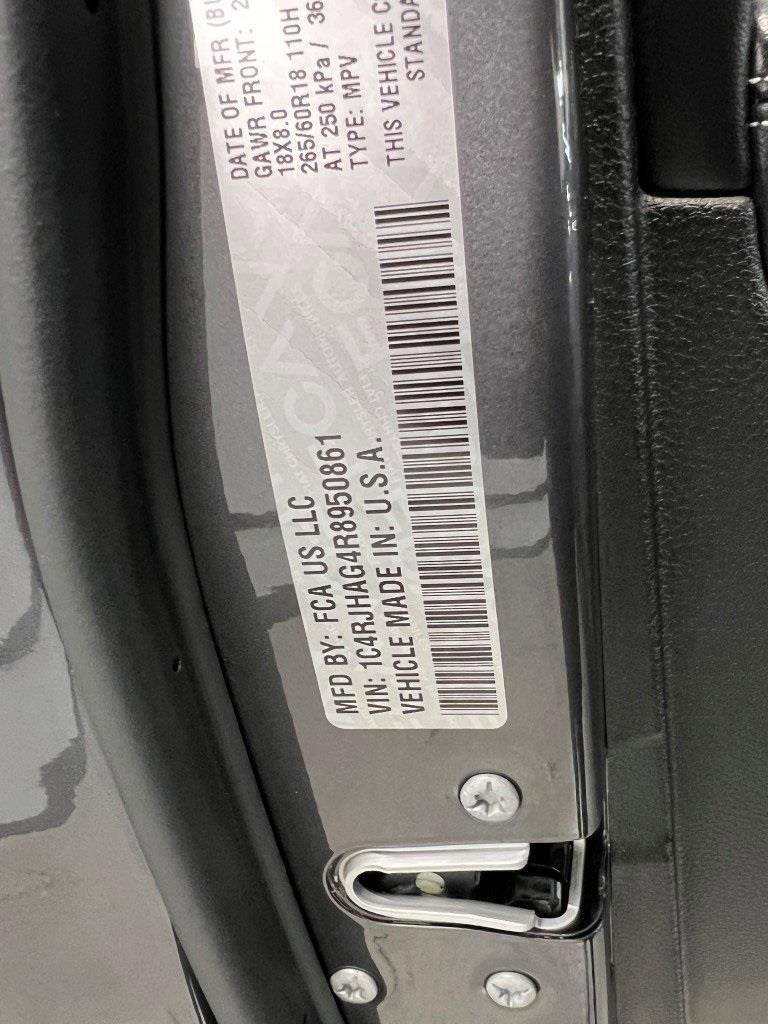 MFD BY: FCA US LLC
DATE OF MFR
GAWR FRONT:
18X8.0
265/60R18 110H
AT 250 kPa / 36
TYPE: MPV
VIN: 1C4RJHAG4R8950861
VEHICLE MADE IN: U.S.A.
THIS VEHICLE